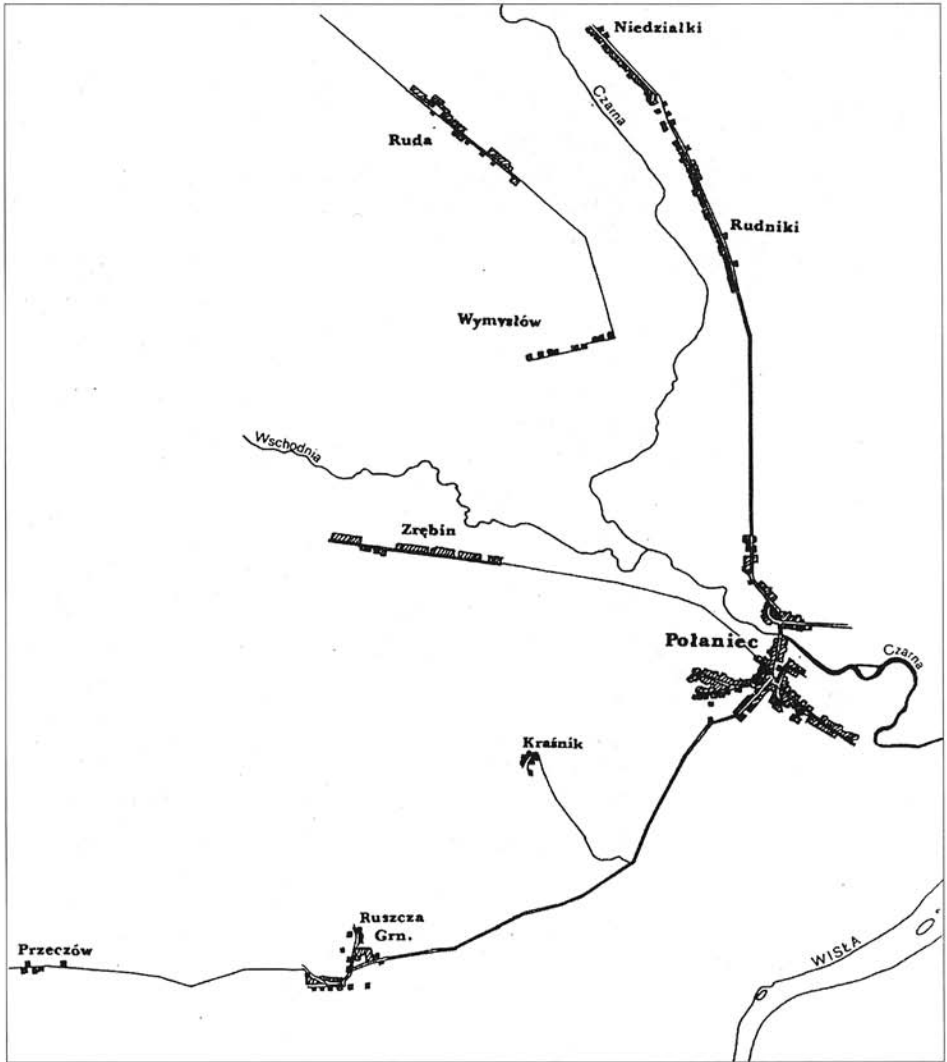 Niedziałki
Czarna
Ruda
Rudniki
Wymysłów
Wschodnia
Zrębin
Połaniec
Czarna
Kraśnik
Ruszcza
Grn.
Przeczów
WISŁA